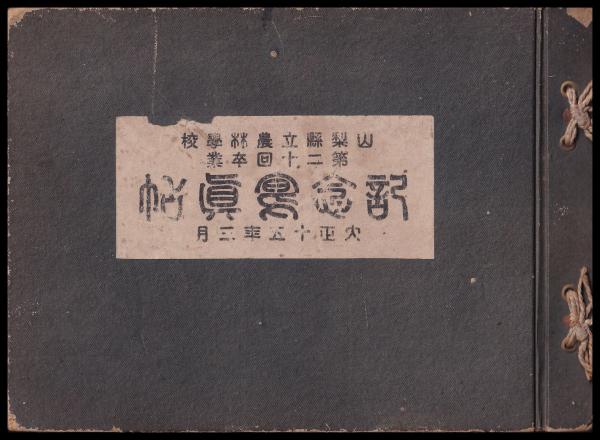 山梨縣立農林學校
第二十回卒業
記念寫眞帖
大正十五年三月